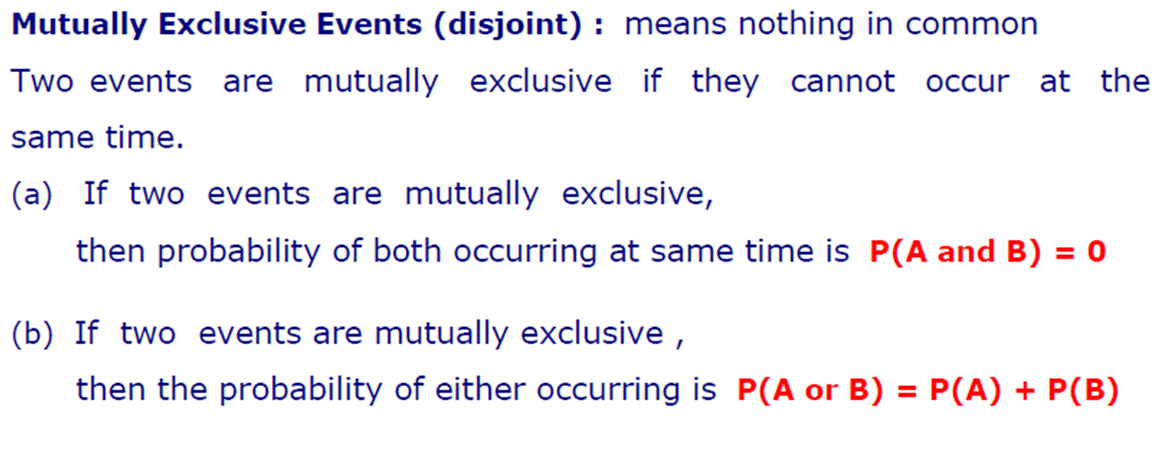 Mutually Exclusive Events (disjoint) : means nothing in common
Two events are mutually exclusive if they cannot occur at the
same time.
(a) If two events are mutually exclusive,
then probability of both occurring at same time is P(A and B) = 0
(b) If two events are mutually exclusive ,
then the probability of either occurring is P(A or B) = P(A) + P(B)